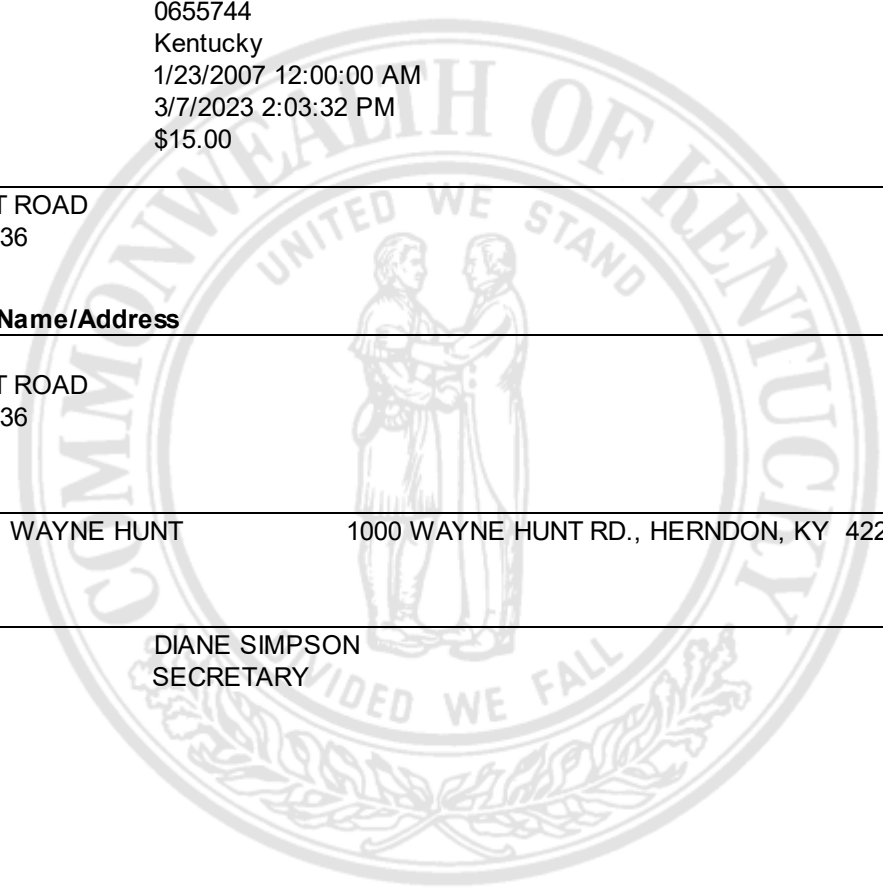 0655744
Kentucky
1/23/2007 12:00:00 AM
3/7/2023 2:03:32 PM
$15.00
T ROAD
36
Name/Address
T ROAD
36
WAYNE HUNT 1000 WAYNE HUNT RD., HERNDON, KY 422
DIANE SIMPSON
SECRETARY
COMMONWEALTH OF KENTUCKY
UNITED WE STAND
DIVIDED WE FALL